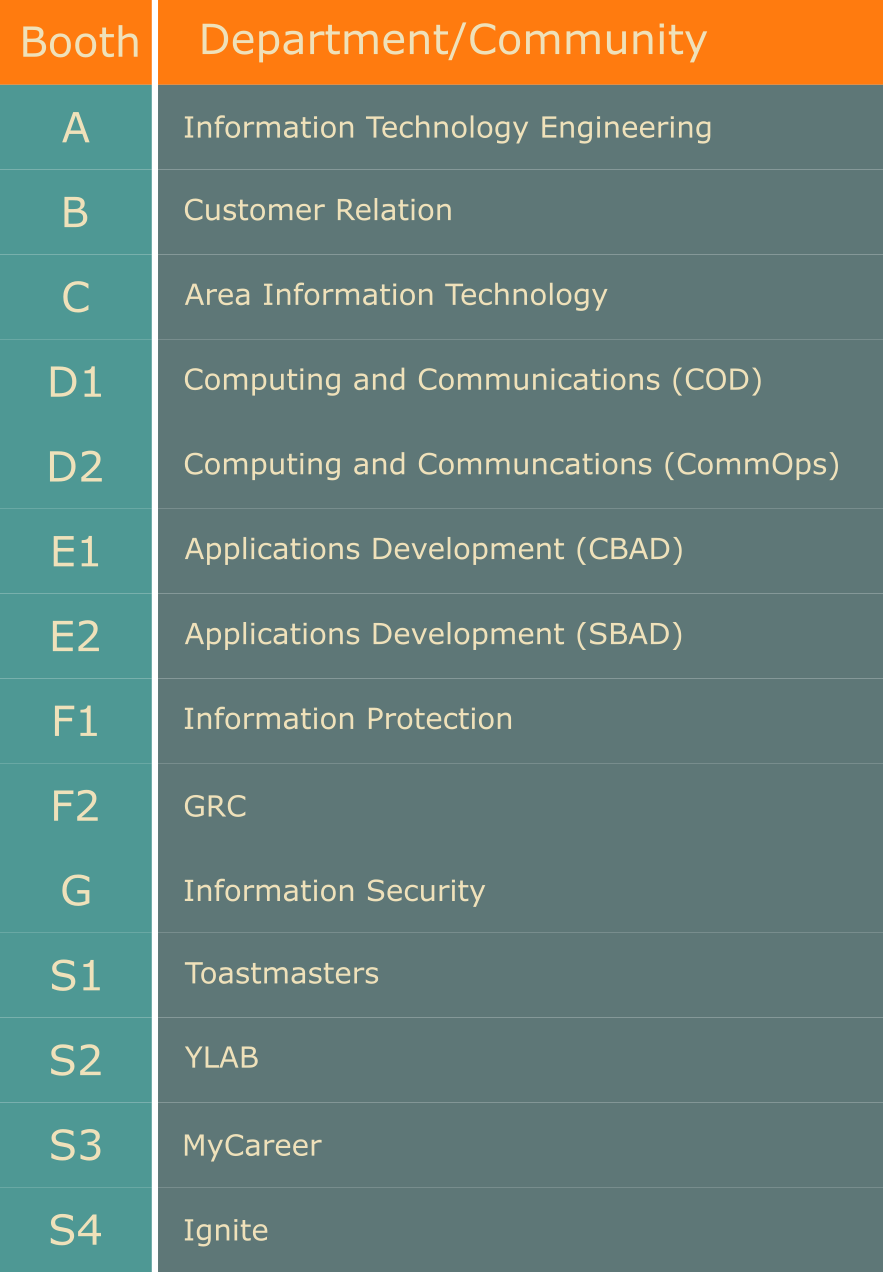 Booth Department/Community
A Information Technology Engineering
B Customer Relation
C Area Information Technology
D1 Computing and Communications (COD)
D2 Computing and Communcations (CommOps)
E1 Applications Development (CBAD)
E2 Applications Development (SBAD)
F1 Information Protection
F2 GRC
G Information Security
S1 Toastmasters
S2 YLAB
S3 MyCareer
S4 Ignite